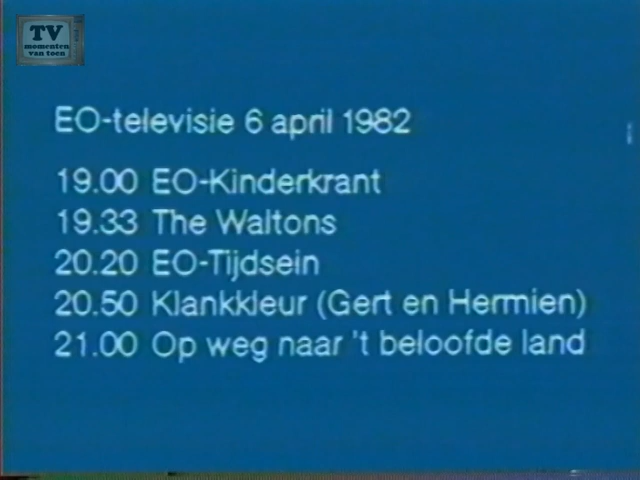 TV
momenten
van toen
EO-televisie 6 april 1982
19.00 EO-Kinderkrant
19.33 The Waltons
20.20 EO-Tijdsein
20.50 Klankkleur (Gert en Hermien)
21.00 Op weg naar 't beloofde land